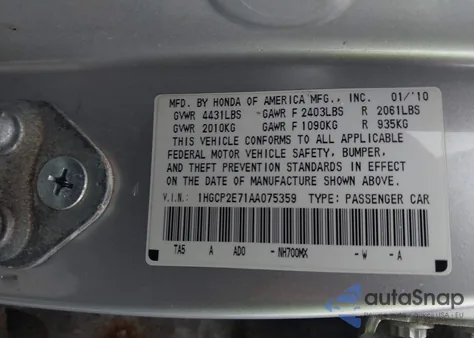 MFD. BY HONDA OF AMERICA MFG., INC. 01/'10
GVWR 4431LBS GAWR F 2403LBS R 2061LBS
GVWR 2010KG GAWR F 1090KG R 935KG
THIS VEHICLE CONFORMS TO ALL APPLICABLE
FEDERAL MOTOR VEHICLE SAFETY, BUMPER,
AND THEFT PREVENTION STANDARDS IN EFFECT
ON THE DATE OF MANUFACTURE SHOWN ABOVE.
V.I.N.: 1HGCP2E71AA075359 TYPE: PASSENGER CAR
TA5 A AD0 -NH700MX -W -A
autoSnap